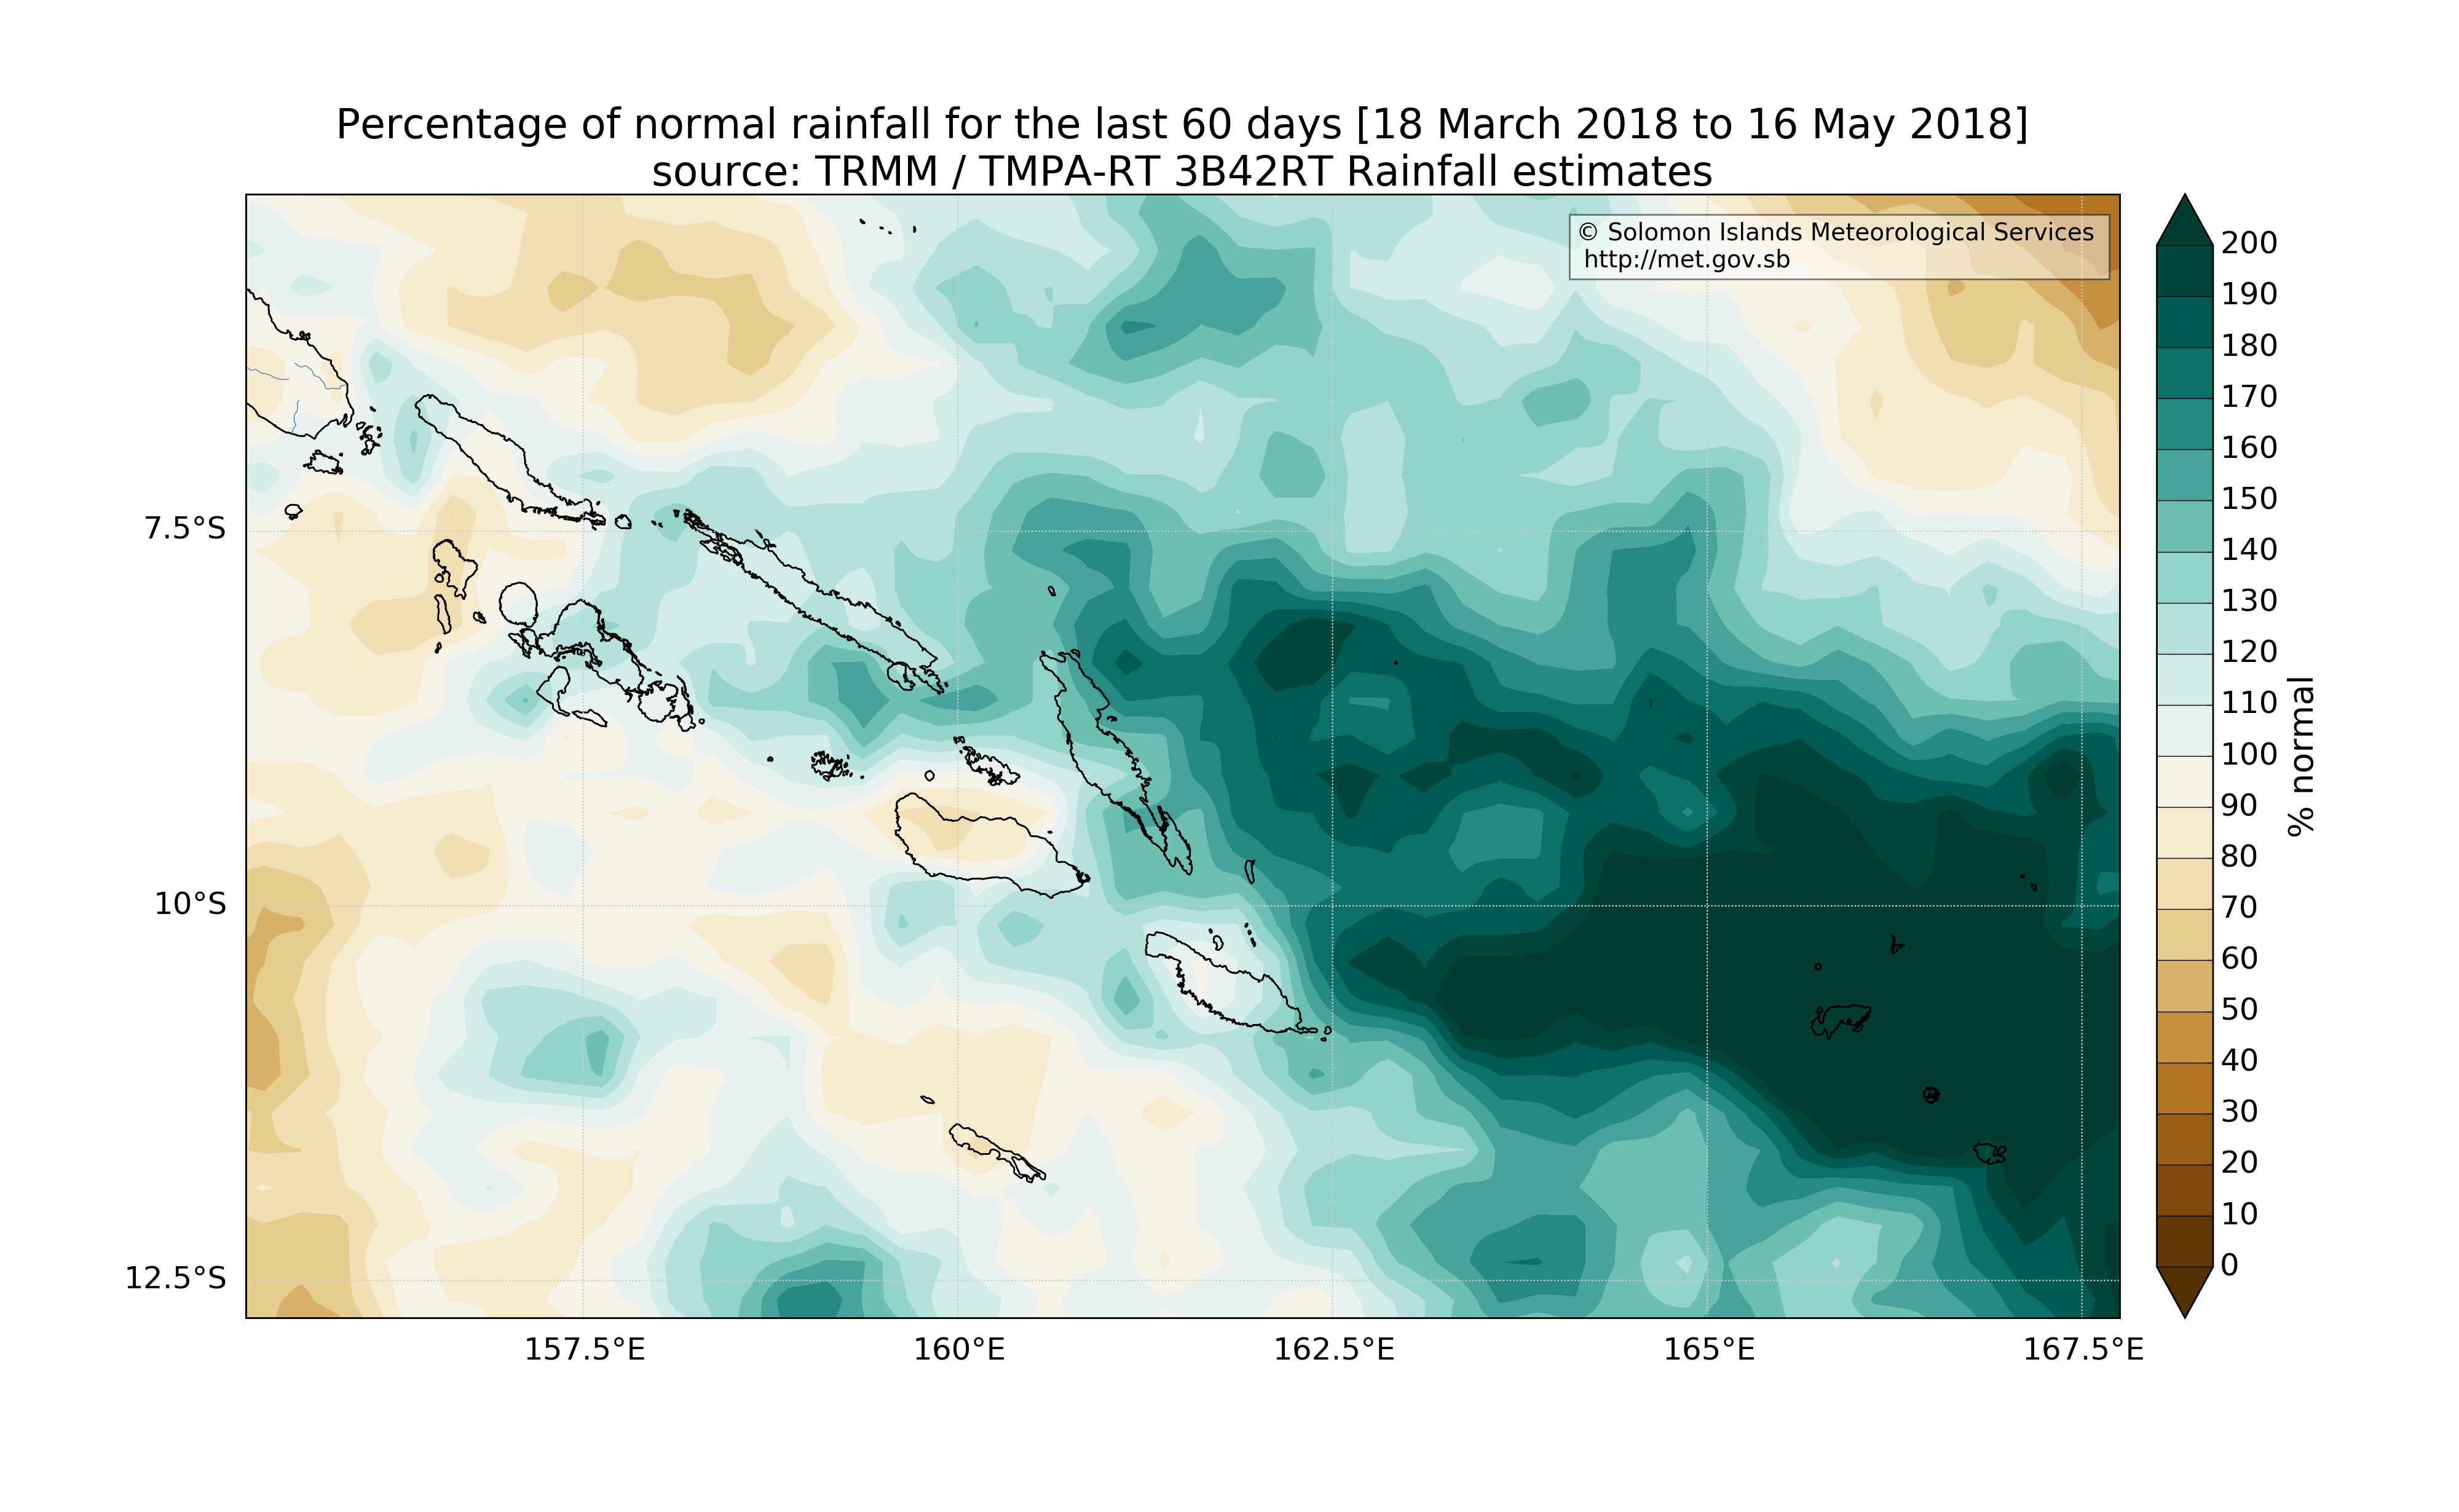 Percentage of normal rainfall for the last 60 days [18 March 2018 to 16 May 2018]
source: TRMM / TMPA-RT 3B42RT Rainfall estimates
© Solomon Islands Meteorological Services
http://met.gov.sb
7.5°S
10°S
12.5°S
157.5°E
160°E
162.5°E
165°E
167.5°E
200
190
180
170
160
150
140
130
120
110
100
90
80
70
60
50
40
30
20
10
0
% normal